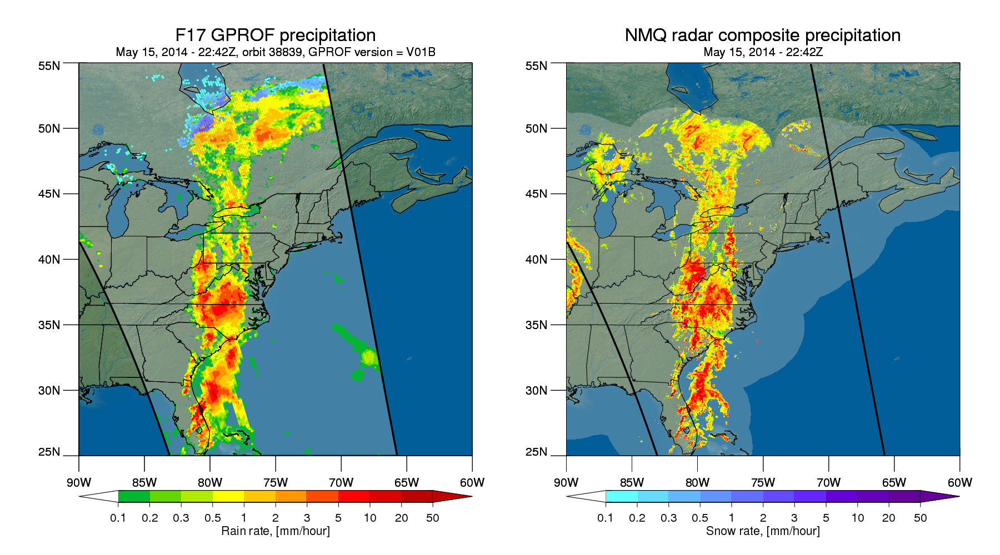 F17 GPROF precipitation
May 15, 2014 - 22:42Z, orbit 38839, GPROF version = V01B
55N
50N
45N
40N
35N
30N
25N
90W 85W 80W 75W 70W 65W 60W
0.1 0.2 0.3 0.5 1 2 3 5 10 20 50
Rain rate, [mm/hour]
NMQ radar composite precipitation
May 15, 2014 - 22:42Z
55N
50N
45N
40N
35N
30N
25N
90W 85W 80W 75W 70W 65W 60W
0.1 0.2 0.3 0.5 1 2 3 5 10 20 50
Snow rate, [mm/hour]